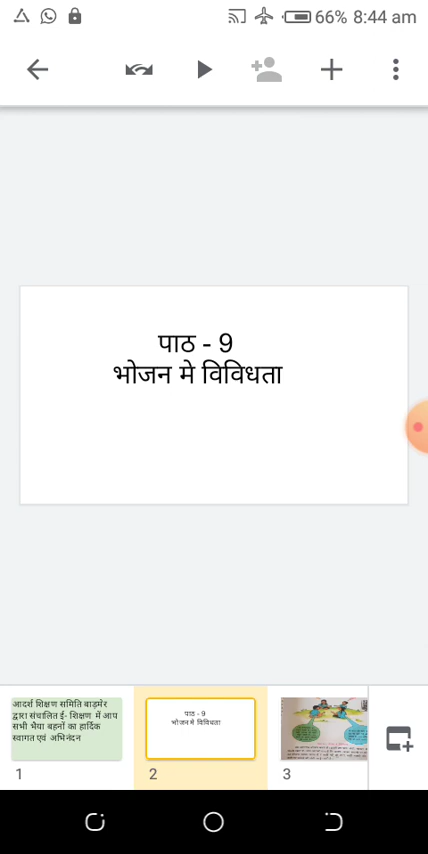 66% 8:44 am
पाठ - 9
भोजन मे विविधता
आदर्श शिक्षण समिति बाड़मेर
द्वारा संचालित ई- शिक्षण में आप
सभी भैया बहनों का हार्दिक
स्वागत एवं अभिनंदन
पाठ - 9
भोजन मे विविधता
1
2
3